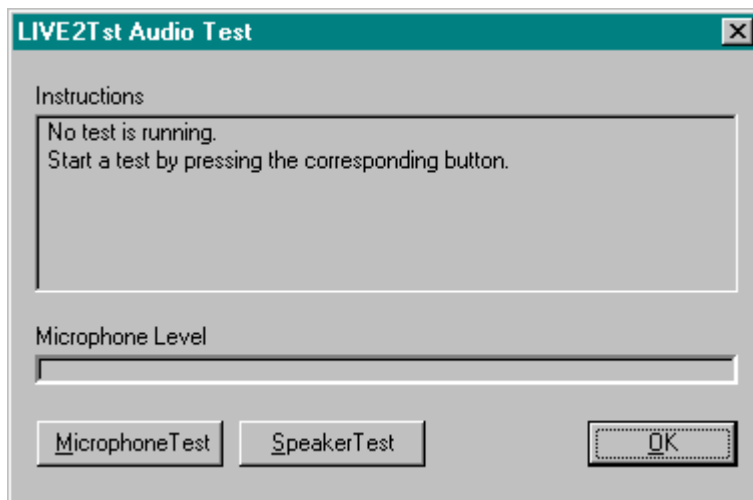 LIVE2Tst Audio Test
Instructions
No test is running.
Start a test by pressing the corresponding button.
Microphone Level
MicrophoneTest
SpeakerTest
OK